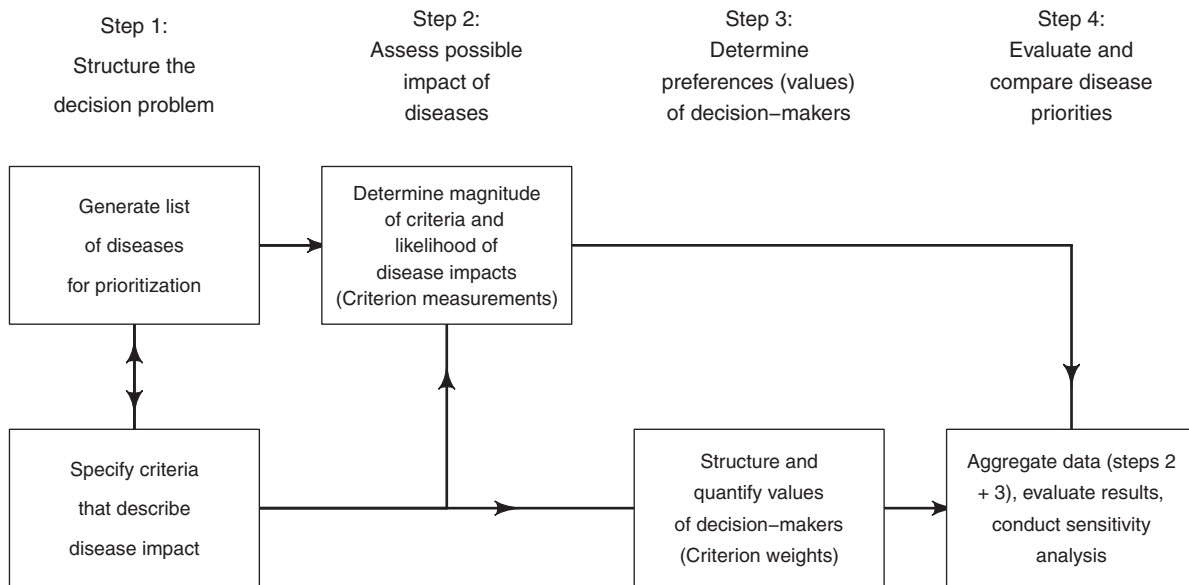 Step 1:
Structure the
decision problem
Step 2:
Assess possible
impact of
diseases
Step 3:
Determine
preferences (values)
of decision−makers
Step 4:
Evaluate and
compare disease
priorities
Generate list
of diseases
for prioritization
Determine magnitude
of criteria and
likelihood of
disease impacts
(Criterion measurements)
Specify criteria
that describe
disease impact
Structure and
quantify values
of decision−makers
(Criterion weights)
Aggregate data (steps 2
+ 3), evaluate results,
conduct sensitivity
analysis